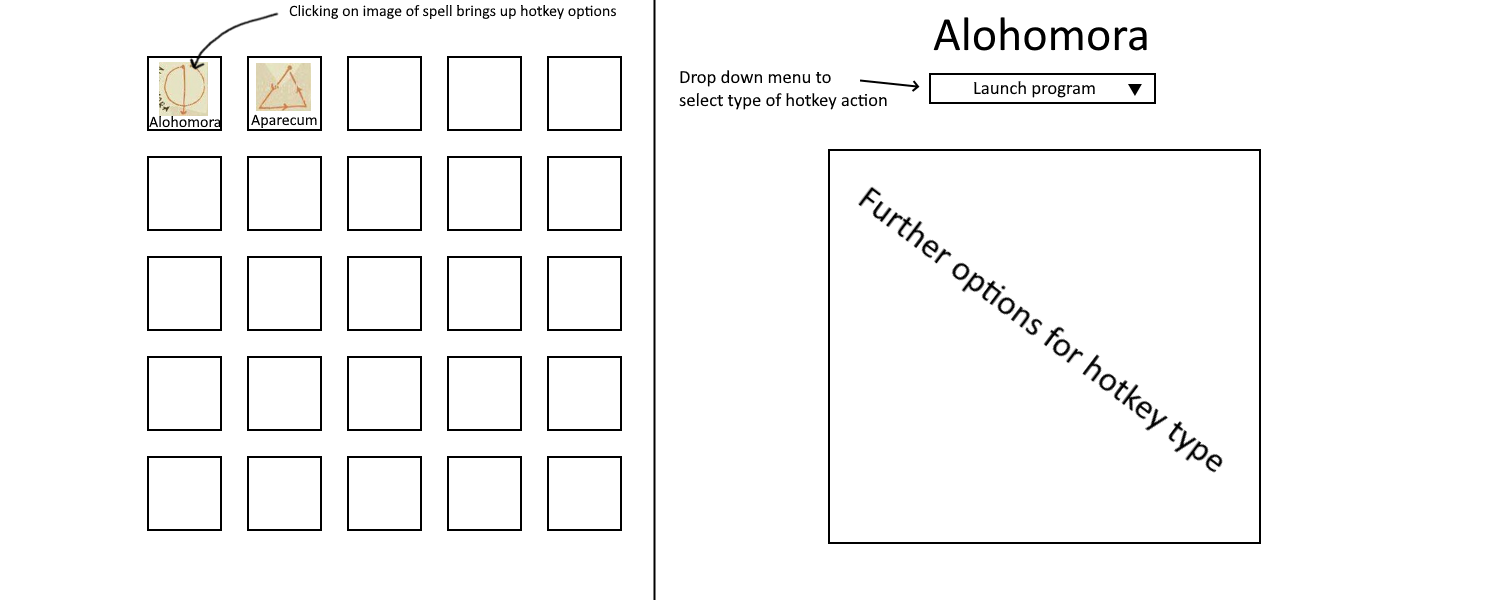 Clicking on image of spell brings up hotkey options
Alohomora
Aparecum
Alohomora
Drop down menu to
select type of hotkey action
Launch program
Further options for hotkey type